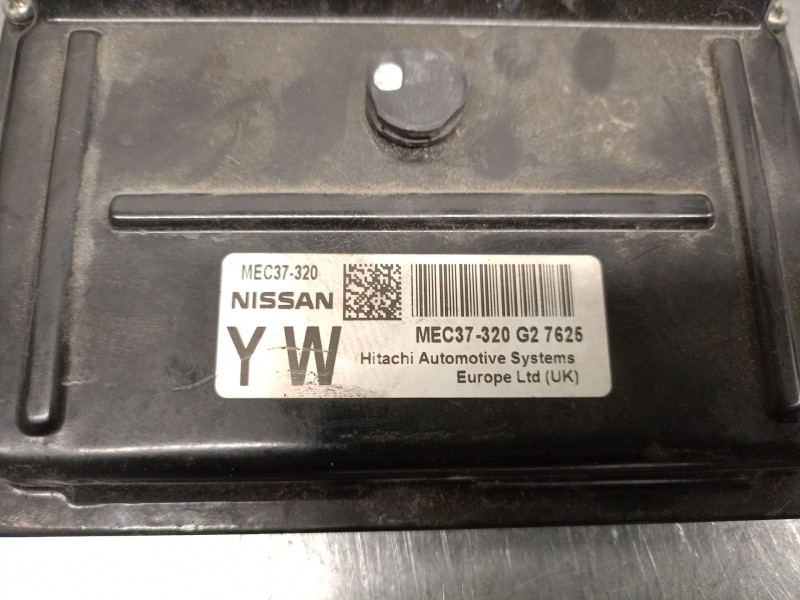 MEC37-320
NISSAN
Y W
MEC37-320 G2 7625
Hitachi Automotive Systems
Europe Ltd (UK)